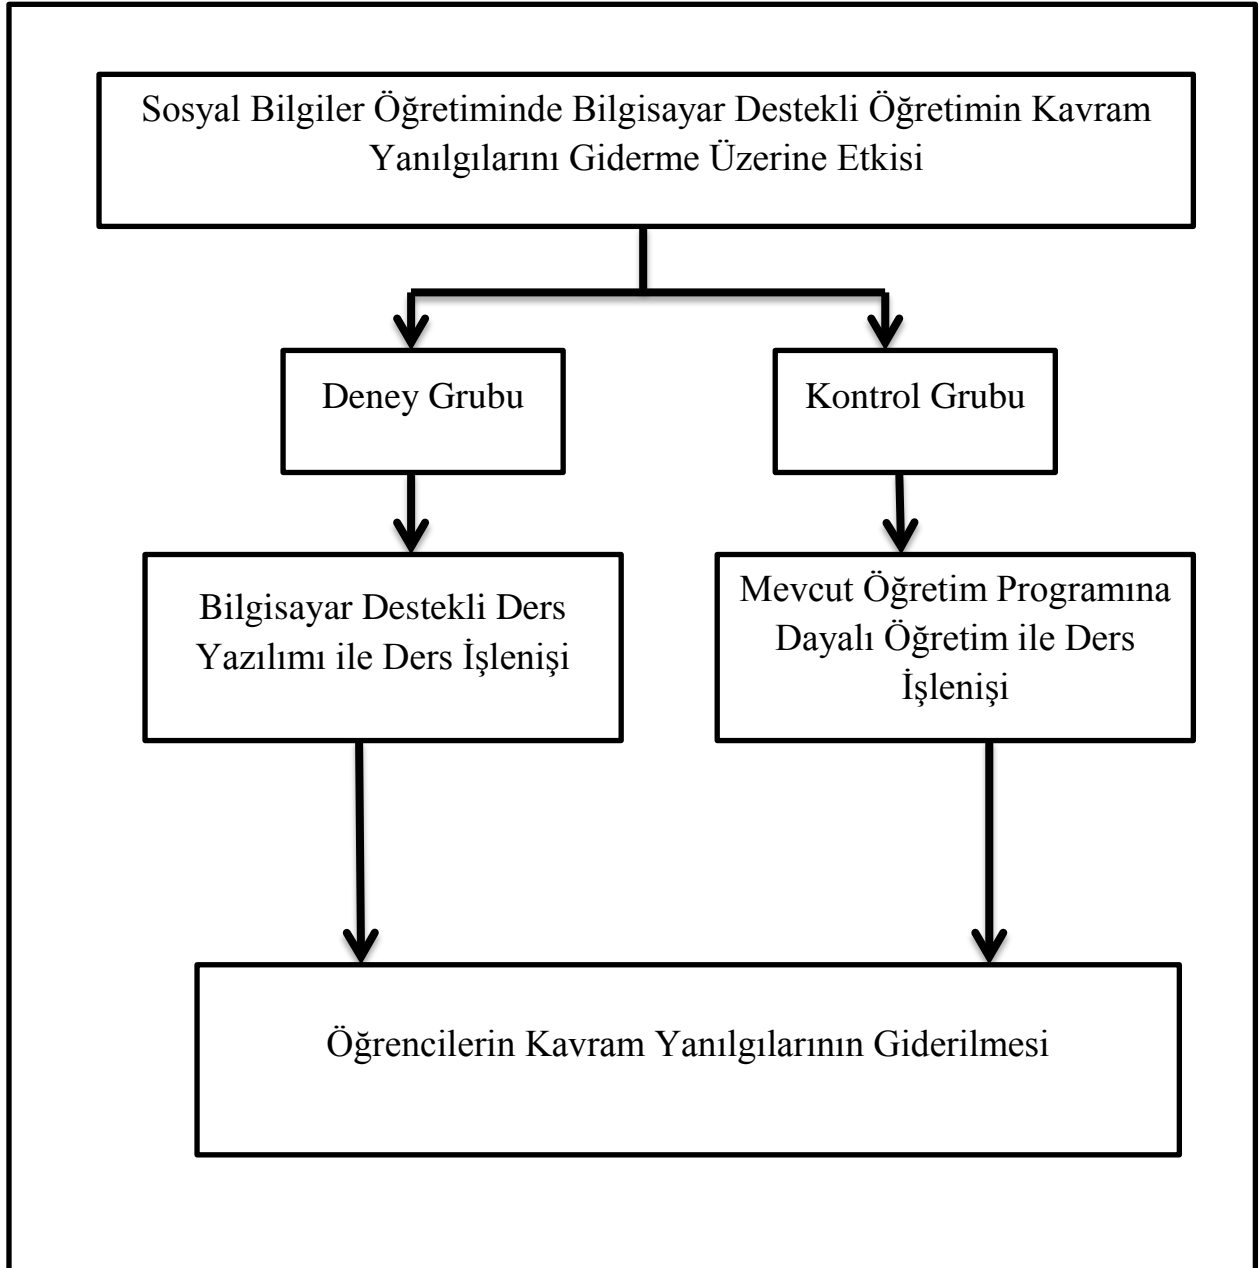 Sosyal Bilgiler Öğretiminde Bilgisayar Destekli Öğretimin Kavram
Yanılgılarını Giderme Üzerine Etkisi
Deney Grubu
Kontrol Grubu
Bilgisayar Destekli Ders
Yazılımı ile Ders İşlenişi
Mevcut Öğretim Programına
Dayalı Öğretim ile Ders
İşlenişi
Öğrencilerin Kavram Yanılgılarının Giderilmesi